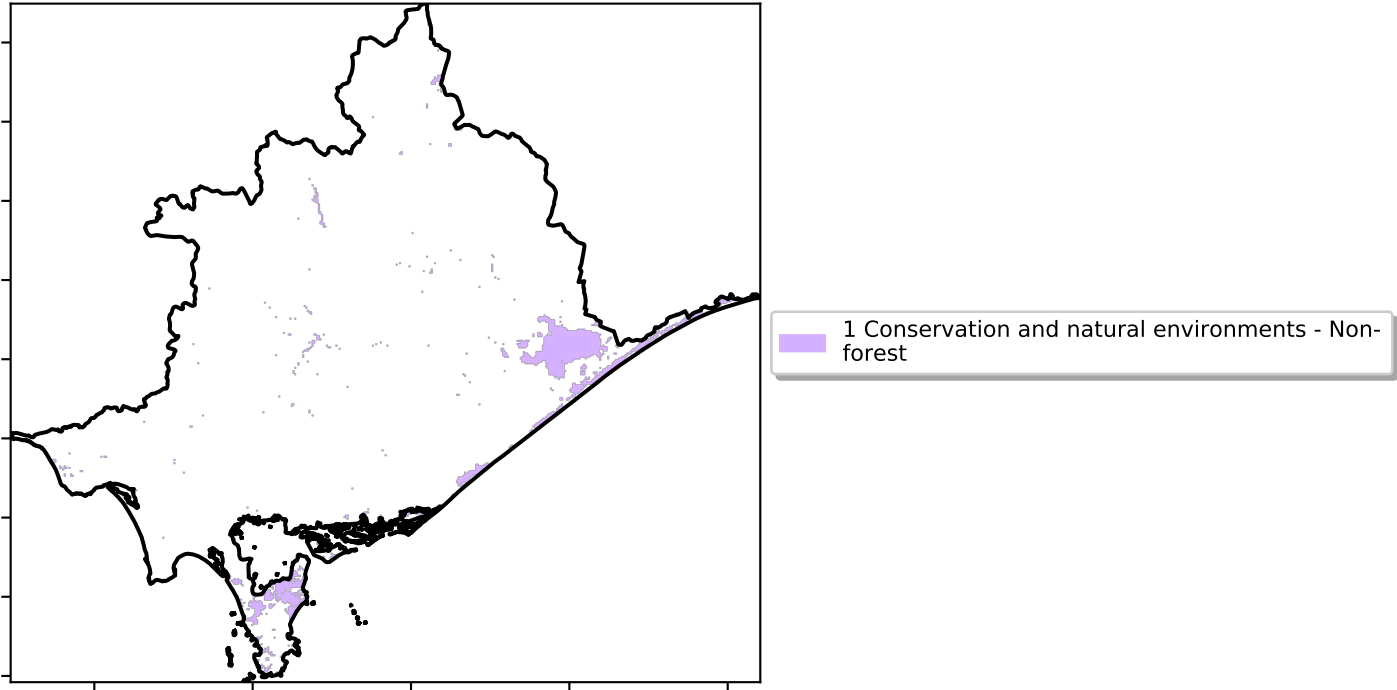 1 Conservation and natural environments - Non-
forest